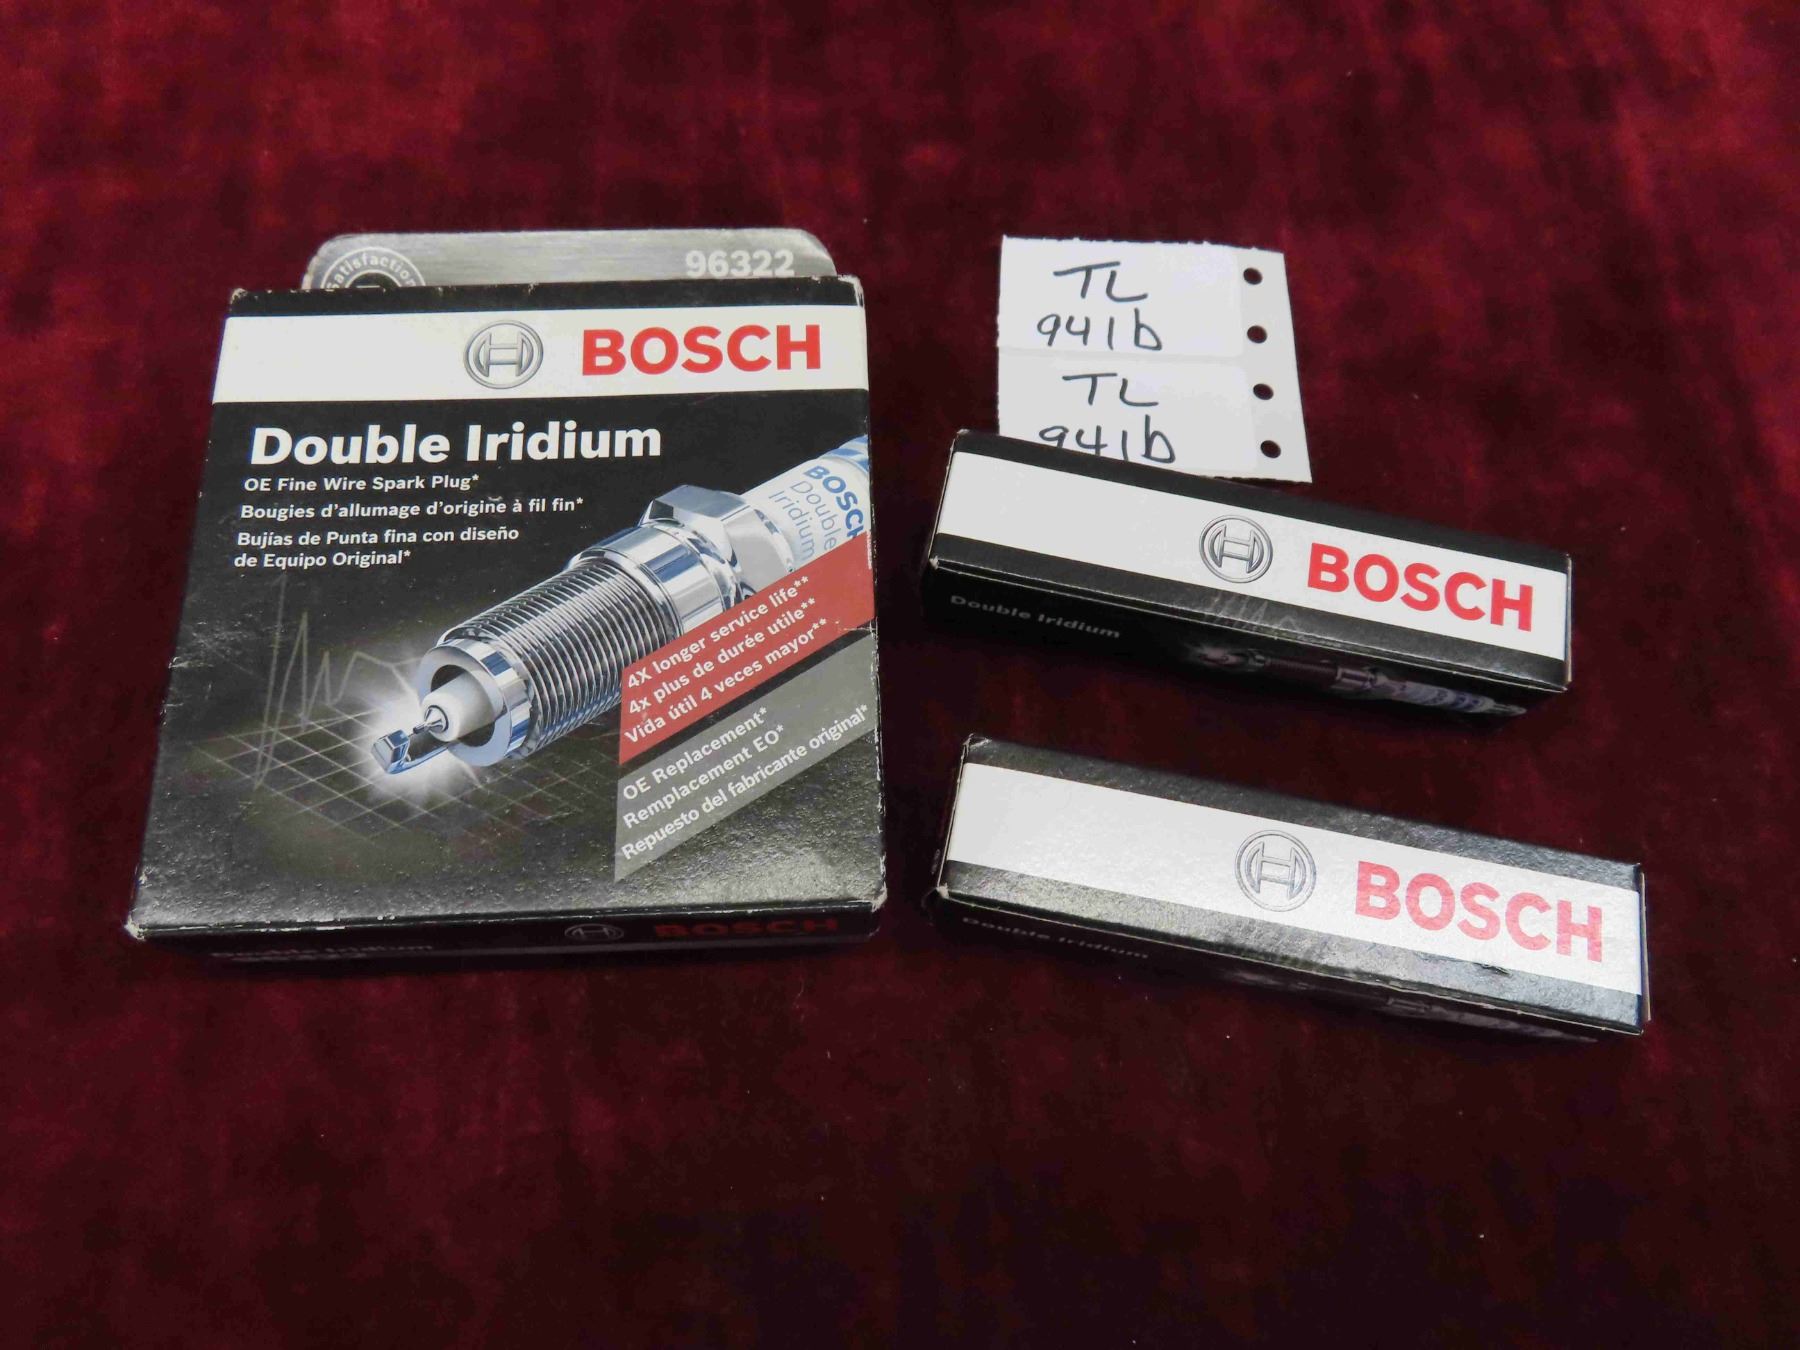 Satisfaction
96322
BOSCH
Double Iridium
OE Fine Wire Spark Plug*
Bougies d'allumage d'origine à fil fin*
Bujías de Punta fina con diseño
de Equipo Original*
BOSCH
Double
Iridium
4X longer service life**
4x plus de durée utile**
Vida útil 4 veces mayor**
OE Replacement*
Remplacement EO*
Repuesto del fabricante original*
Double Iridium
BOSCH
TL
941b
TL
941b
BOSCH
Double Iridium
BOSCH
Double Iridium